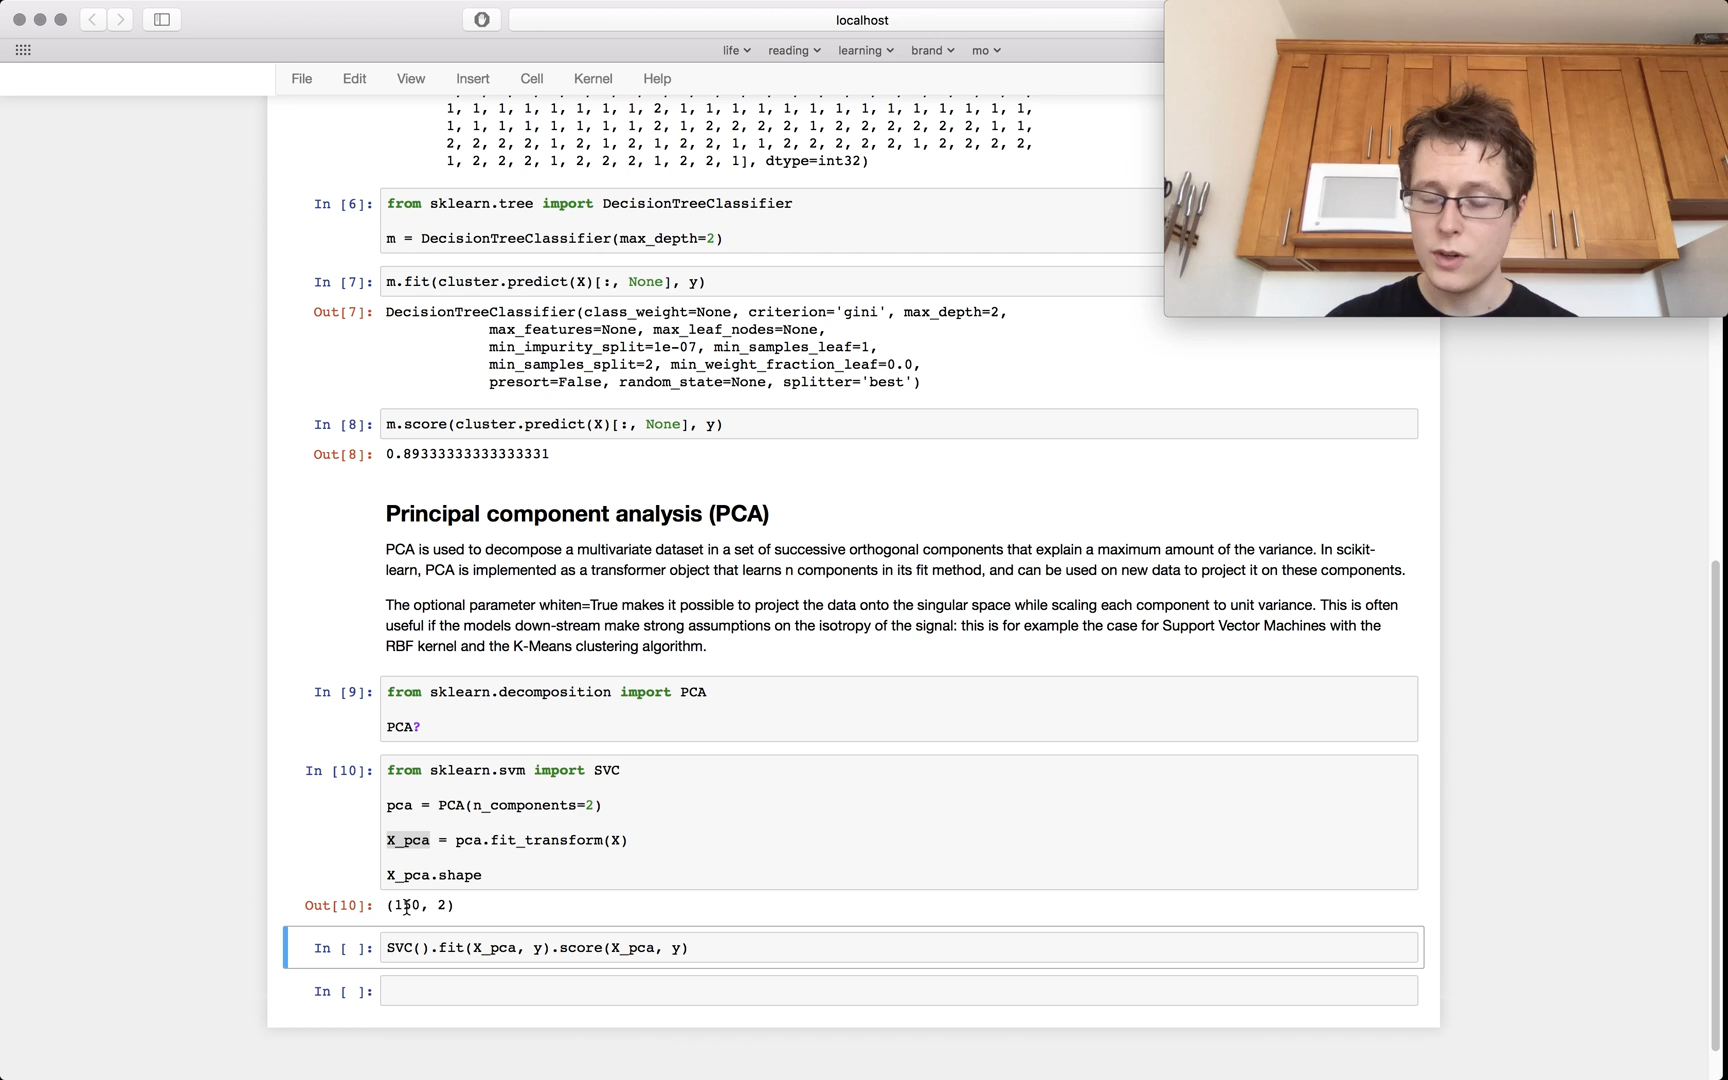 localhost
life reading learning brand mo
File Edit View Insert Cell Kernel Help
1, 1, 1, 1, 1, 1, 1, 1, 2, 1, 1, 1, 1, 1, 1, 1, 1, 1, 1, 1, 1, 1, 1,
1, 1, 1, 1, 1, 1, 1, 1, 2, 1, 2, 2, 2, 2, 1, 2, 2, 2, 2, 2, 2, 1, 1,
2, 2, 2, 2, 1, 2, 1, 2, 1, 2, 2, 1, 1, 2, 2, 2, 2, 2, 1, 2, 2, 2, 2,
1, 2, 2, 2, 1, 2, 2, 2, 1, 2, 2, 1], dtype=int32)
In [6]: from sklearn.tree import DecisionTreeClassifier
m = DecisionTreeClassifier(max_depth=2)
In [7]: m.fit(cluster.predict(X)[:, None], y)
Out[7]: DecisionTreeClassifier(class_weight=None, criterion='gini', max_depth=2,
max_features=None, max_leaf_nodes=None,
min_impurity_split=1e-07, min_samples_leaf=1,
min_samples_split=2, min_weight_fraction_leaf=0.0,
presort=False, random_state=None, splitter='best')
In [8]: m.score(cluster.predict(X)[:, None], y)
Out[8]: 0.89333333333333331
Principal component analysis (PCA)
PCA is used to decompose a multivariate dataset in a set of successive orthogonal components that explain a maximum amount of the variance. In scikit-
learn, PCA is implemented as a transformer object that learns n components in its fit method, and can be used on new data to project it on these components.
The optional parameter whiten=True makes it possible to project the data onto the singular space while scaling each component to unit variance. This is often
useful if the models down-stream make strong assumptions on the isotropy of the signal: this is for example the case for Support Vector Machines with the
RBF kernel and the K-Means clustering algorithm.
In [9]: from sklearn.decomposition import PCA
PCA?
In [10]: from sklearn.svm import SVC
pca = PCA(n_components=2)
X_pca = pca.fit_transform(X)
X_pca.shape
Out[10]: (150, 2)
In [ ]: SVC().fit(X_pca, y).score(X_pca, y)
In [ ]: